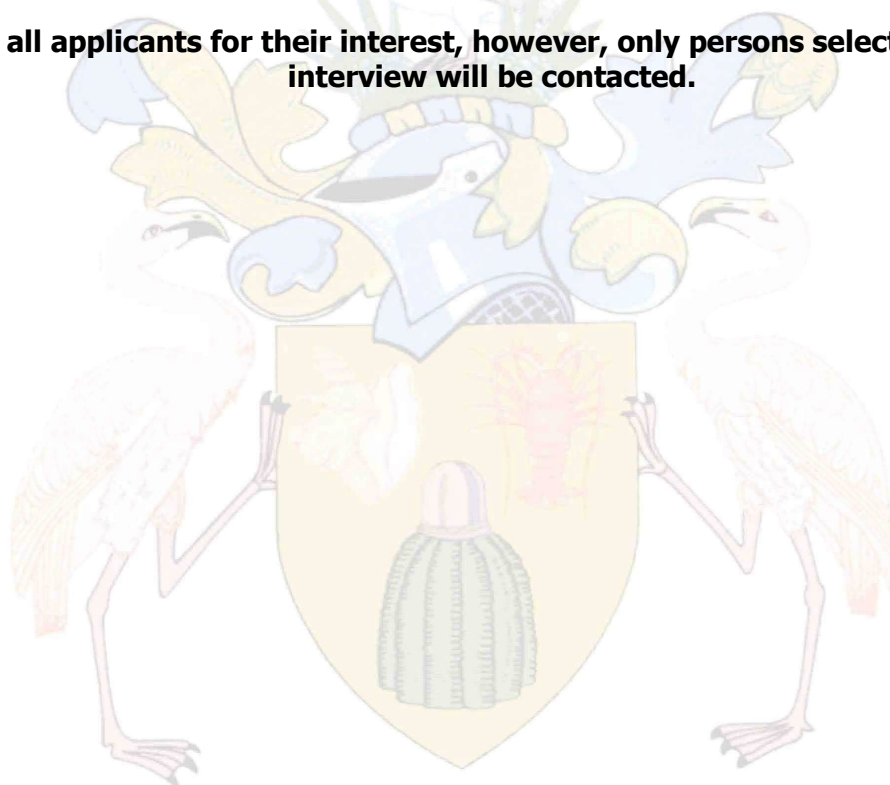 all applicants for their interest, however, only persons select
interview will be contacted.